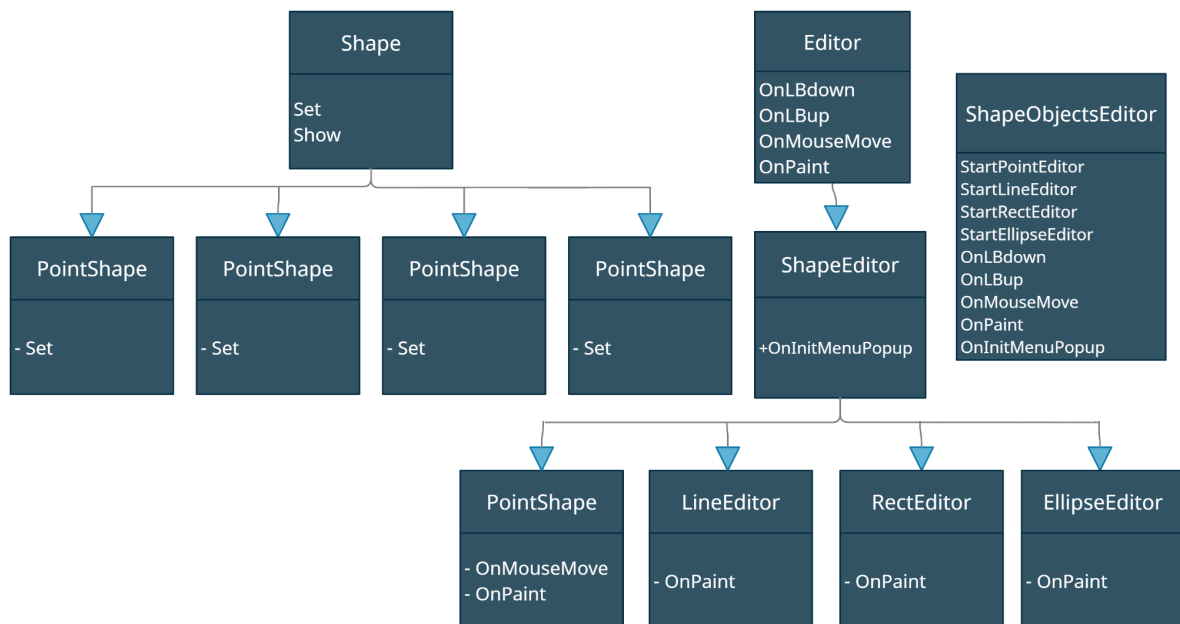 Shape
Set
Show
Editor
OnLBdown
OnLBup
OnMouseMove
OnPaint
ShapeObjectsEditor
StartPointEditor
StartLineEditor
StartRectEditor
StartEllipseEditor
OnLBdown
OnLBup
OnMouseMove
OnPaint
OnInitMenuPopup
PointShape
- Set
PointShape
- Set
PointShape
- Set
PointShape
- Set
ShapeEditor
+OnInitMenuPopup
PointShape
- OnMouseMove
- OnPaint
LineEditor
- OnPaint
RectEditor
- OnPaint
EllipseEditor
- OnPaint